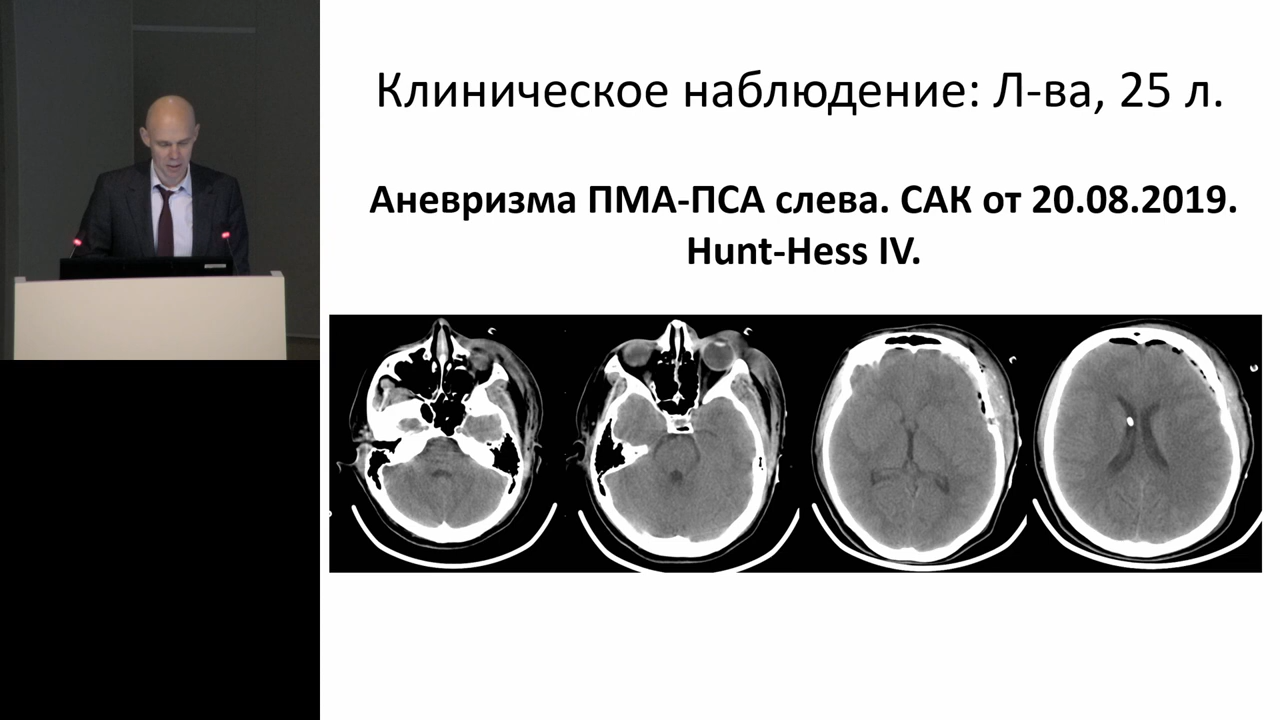 Клиническое наблюдение: Л-ва, 25 л.
Аневризма ПМА-ПСА слева. САК от 20.08.2019.
Hunt-Hess IV.